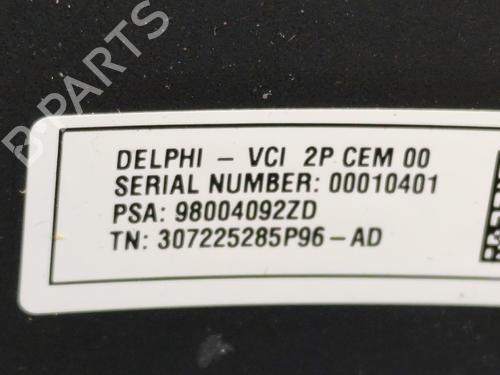 B-PARTS
DELPHI - VCI 2P CEM 00
SERIAL NUMBER: 00010401
PSA: 98004092ZD
TN: 307225285P96-AD